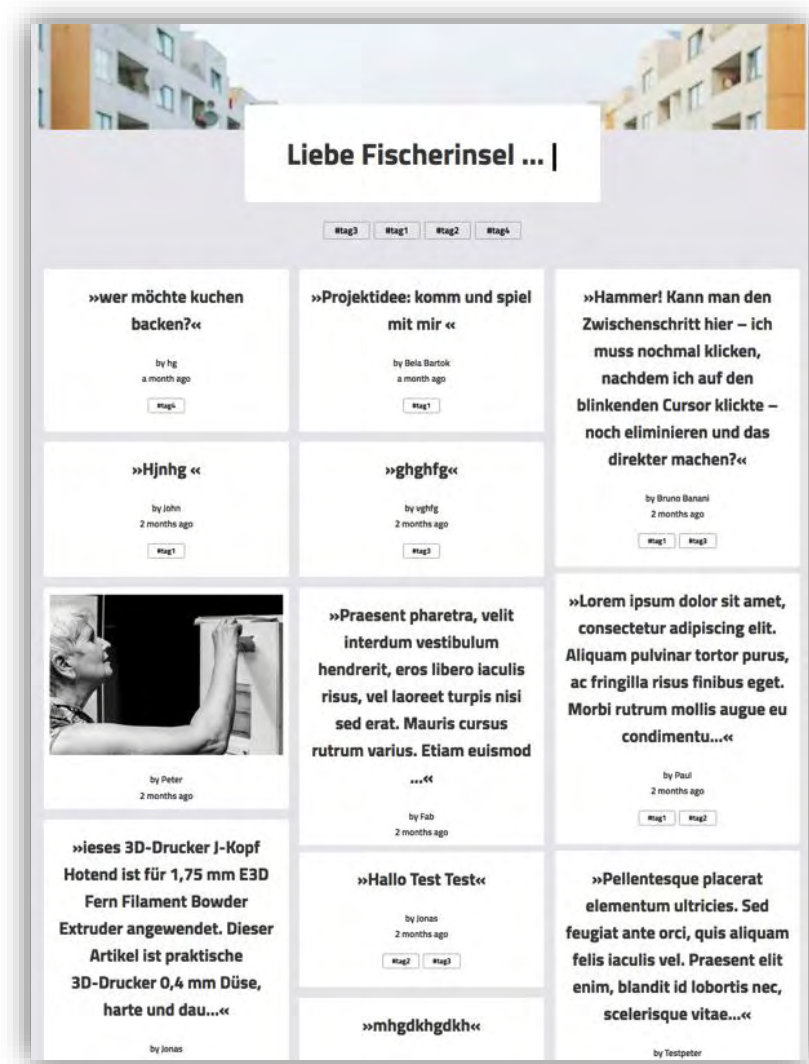 Liebe Fischerinsel ... |
#tag3 #tag1 #tag2 #tag4
»wer möchte kuchen
backen?«
by hg
a month ago
#tag4
»Hjnhg «
by John
2 months ago
#tag1
by Peter
2 months ago
»ieses 3D-Drucker J-Kopf
Hotend ist für 1,75 mm E3D
Fern Filament Bowder
Extruder angewendet. Dieser
Artikel ist praktische
3D-Drucker 0,4 mm Düse,
harte und dau...«
by Jonas
»Projektidee: komm und spiel
mit mir «
by Bela Bartok
a month ago
#tag1
»ghghfg«
by vghfg
2 months ago
#tag3
»Praesent pharetra, velit
interdum vestibulum
hendrerit, eros libero iaculis
risus, vel laoreet turpis nisi
sed erat. Mauris cursus
rutrum varius. Etiam euismod
...«
by Fab
2 months ago
»Hallo Test Test«
by Jonas
2 months ago
#tag2 #tag3
»mhgdkhgdkh«
»Hammer! Kann man den
Zwischenschritt hier – ich
muss nochmal klicken,
nachdem ich auf den
blinkenden Cursor klickte –
noch eliminieren und das
direkter machen?«
by Bruno Banani
2 months ago
#tag1 #tag3
»Lorem ipsum dolor sit amet,
consectetur adipiscing elit.
Aliquam pulvinar tortor purus,
ac fringilla risus finibus eget.
Morbi rutrum mollis augue eu
condimentu...«
by Paul
2 months ago
#tag1 #tag2
»Pellentesque placerat
elementum ultricies. Sed
feugiat ante orci, quis aliquam
felis iaculis vel. Praesent elit
enim, blandit id lobortis nec,
scelerisque vitae...«
by Testpeter